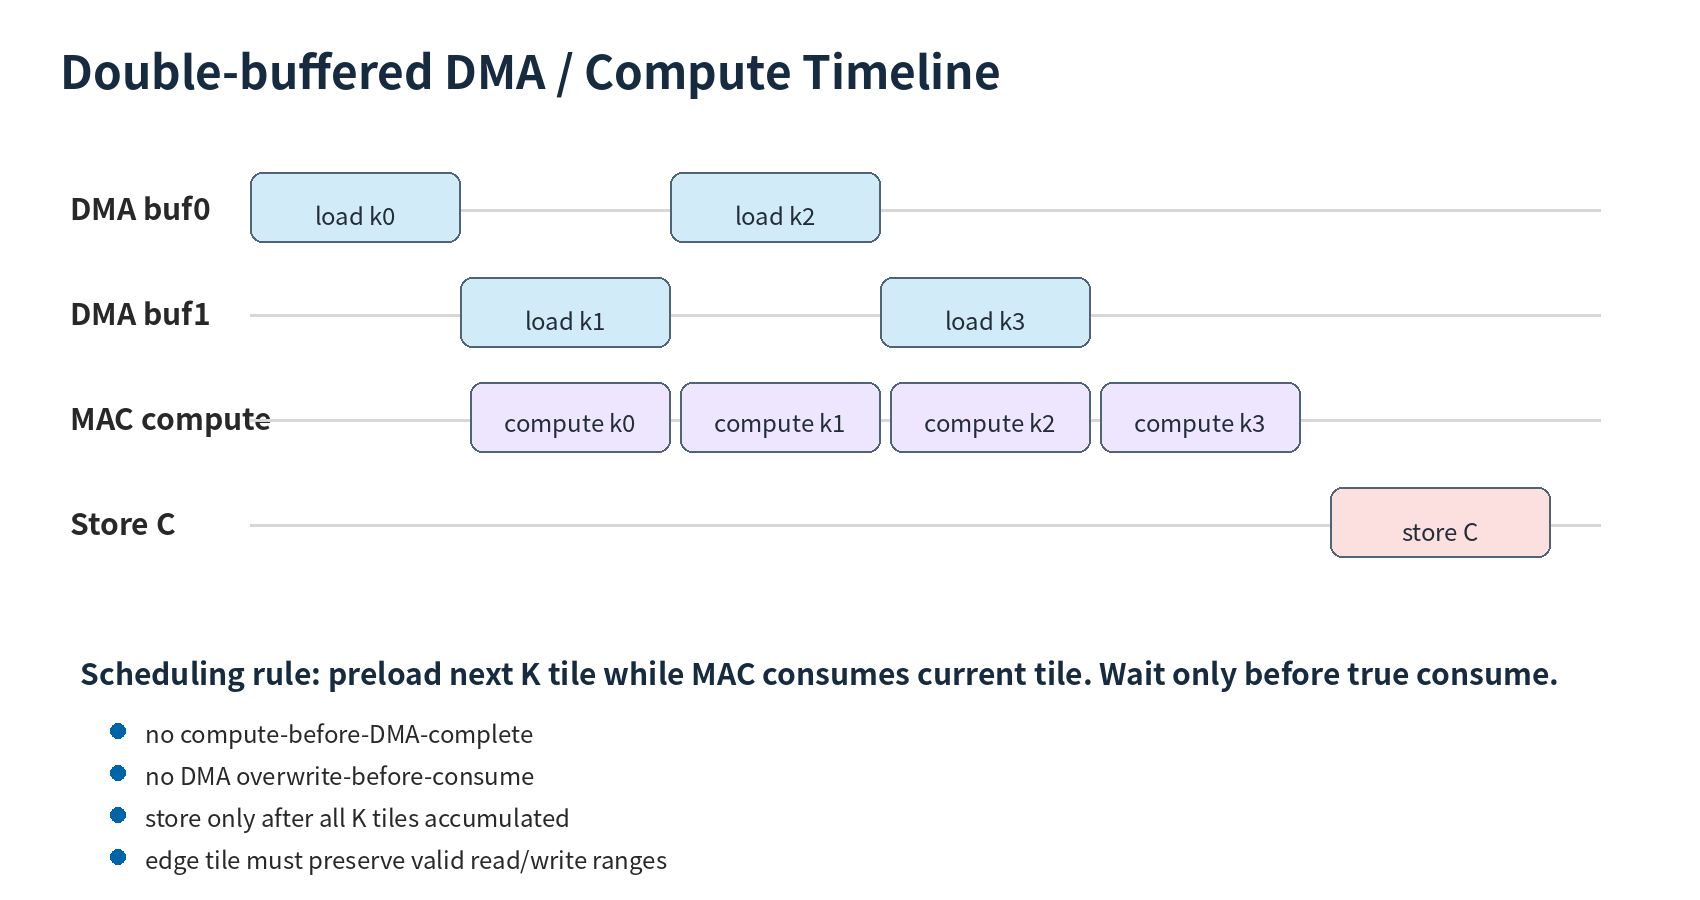 Double-buffered DMA / Compute Timeline
DMA buf0
load k0
load k2
DMA buf1
load k1
load k3
MAC compute
compute k0
compute k1
compute k2
compute k3
Store C
store C
Scheduling rule: preload next K tile while MAC consumes current tile. Wait only before true consume.
no compute-before-DMA-complete
no DMA overwrite-before-consume
store only after all K tiles accumulated
edge tile must preserve valid read/write ranges